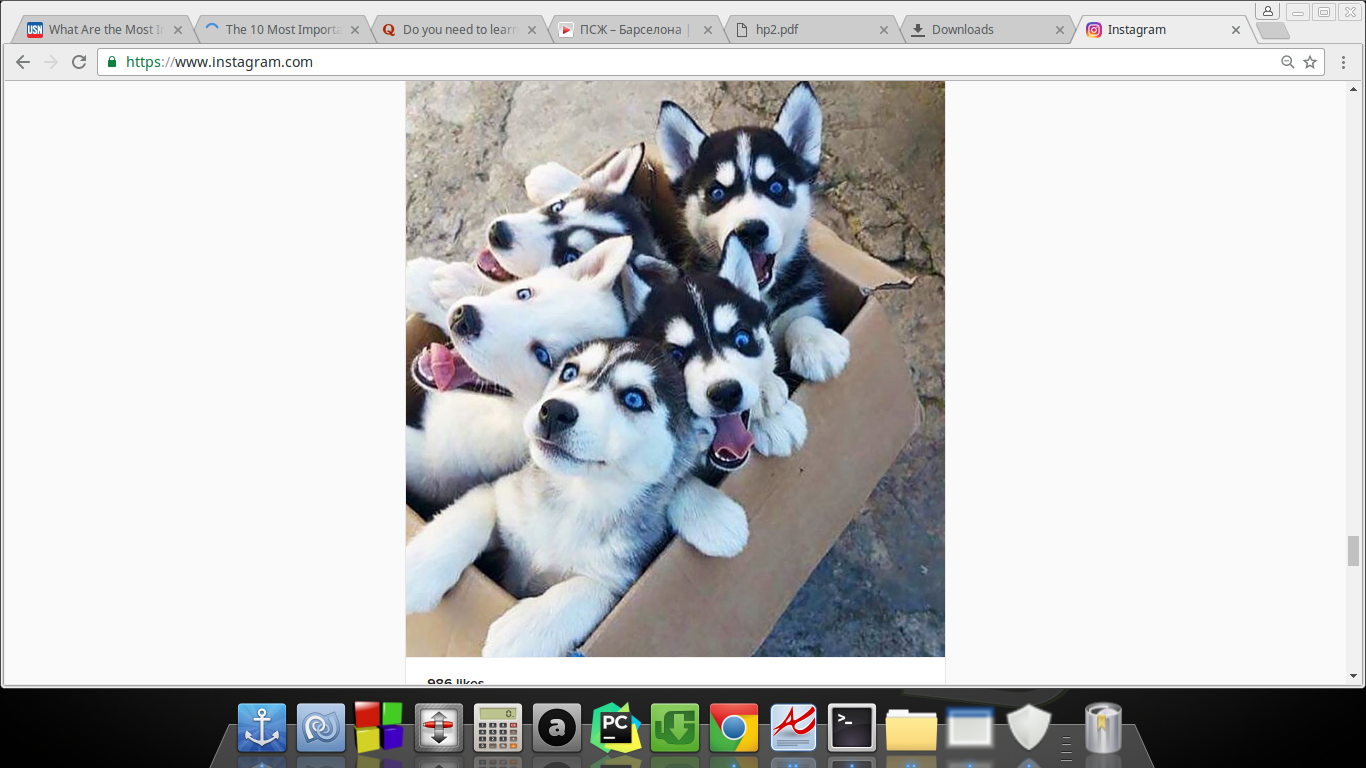 USN What Are the Most I
The 10 Most Importa
Q Do you need to learn
ПСЖ – Барселона |
hp2.pdf
Downloads
Instagram
https://www.instagram.com
986 likes
0.
a
PC
>_